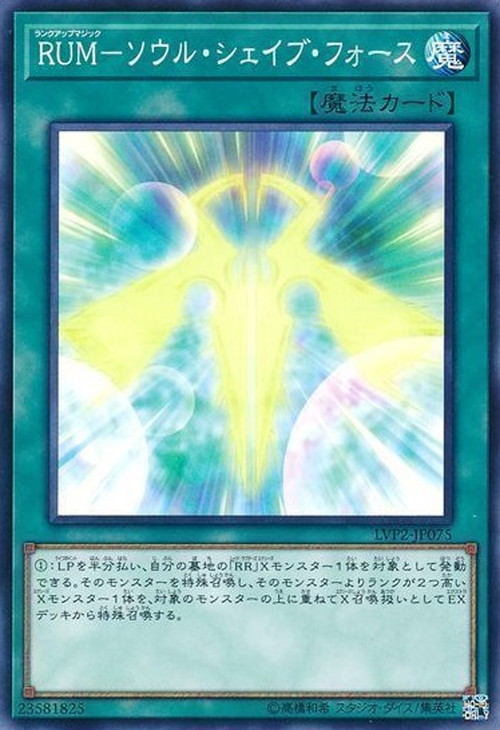 ランクアップマジック
RUM－ソウル・シェイブ・フォース
魔
【魔法カード】
LVP2-JP075
①：LPを半分払い、自分の墓地の「RR」Xモンスター1体を対象として発動
できる。そのモンスターを特殊召喚し、そのモンスターよりランクが2つ高い
Xモンスター1体を、対象のモンスターの上に重ねてX召喚扱いとしてEX
デッキから特殊召喚する。
23581825
©高橋和希 スタジオ・ダイス/集英社